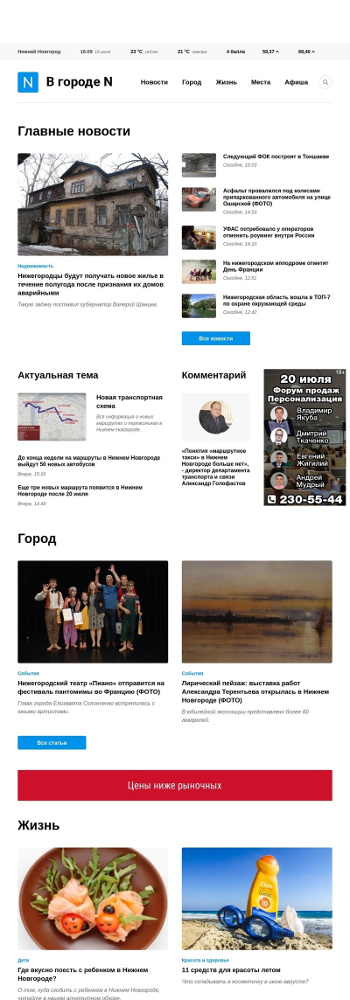 Нижний Новгород
16:09 18 июля
23 °C сейчас
21 °C завтра
4 балла
59,37
68,45
N В городе N
Новости
Город
Жизнь
Места
Афиша
Главные новости
Недвижимость
Нижегородцы будут получать новое жилье в
течение полугода после признания их домов
аварийными
Такую задачу поставил губернатор Валерий Шанцев.
Следующий ФОК построят в Тоншаеве
Сегодня, 15:05
Асфальт провалился под колесами
припаркованного автомобиля на улице
Ошарской (ФОТО)
Сегодня, 14:53
УФАС потребовало у операторов
отменить роуминг внутри России
Сегодня, 14:10
На нижегородском ипподроме отметят
День Франции
Сегодня, 12:51
Нижегородская область вошла в ТОП-7
по охране окружающей среды
Сегодня, 12:42
Все новости
Актуальная тема
Новая транспортная
схема
Вся информация о новых
маршрутах и перевозчиках в
Нижнем Новгороде.
До конца недели на маршруты в Нижнем Новгороде
выйдут 50 новых автобусов
Вчера, 15:25
Еще три новых маршрута появится в Нижнем
Новгороде после 20 июля
Вчера, 14:49
Комментарий
«Понятия «маршрутное
такси» в Нижнем
Новгороде больше нет»,
- директор департамента
транспорта и связи
Александр Голофастов
18+
20 июля
Форум продаж
Персонализация
Владимир
Якуба
Дмитрий
Ткаченко
Евгений
Жигилий
Андрей
Мудрый
230-55-44
Город
События
Нижегородский театр «Пиано» отправится на
фестиваль пантомимы во Францию (ФОТО)
Глава города Елизавета Солонченко встретилась с
юными артистами.
События
Лирический пейзаж: выставка работ
Александра Терентьева открылась в Нижнем
Новгороде (ФОТО)
В юбилейной экспозиции представлено более 60
акварелей.
Все статьи
Цены ниже рыночных
Жизнь
Дети
Где вкусно поесть с ребенком в Нижнем
Новгороде?
О том, куда сходить с ребенком в Нижнем Новгороде,
читайте в нашем аппетитном обзоре.
Красота и здоровье
11 средств для красоты летом
Что складывать в косметичку в июле-августе?